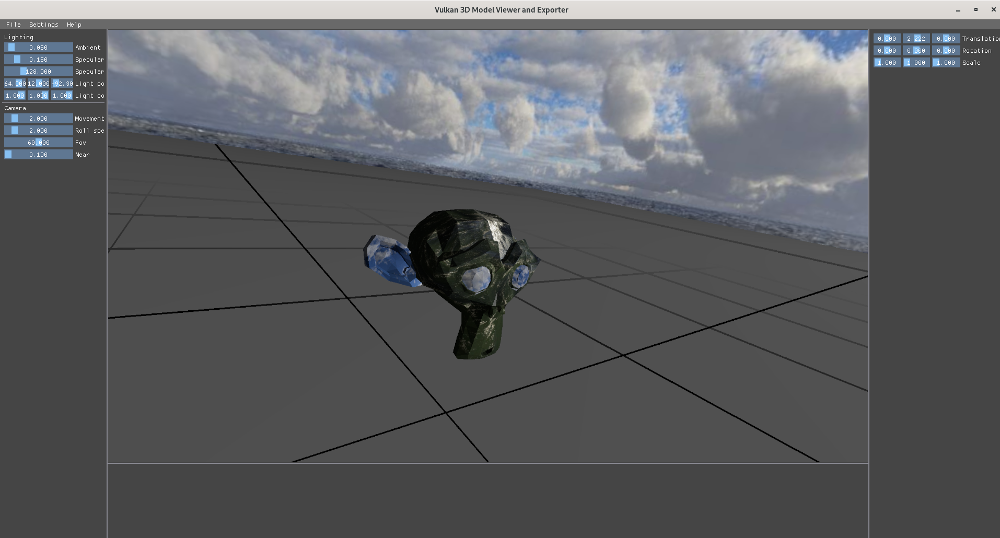 Vulkan 3D Model Viewer and Exporter
File Settings Help
Lighting
0.050 Ambient
0.150 Specular
128.000 Specular
64.000 12.000 -92.30 Light po
1.000 1.000 1.000 Light co
Camera
2.000 Movement
2.000 Roll spe
60.000 Fov
0.100 Near
0.000 2.222 0.000 Translatio
0.000 0.000 0.000 Rotation
1.000 1.000 1.000 Scale